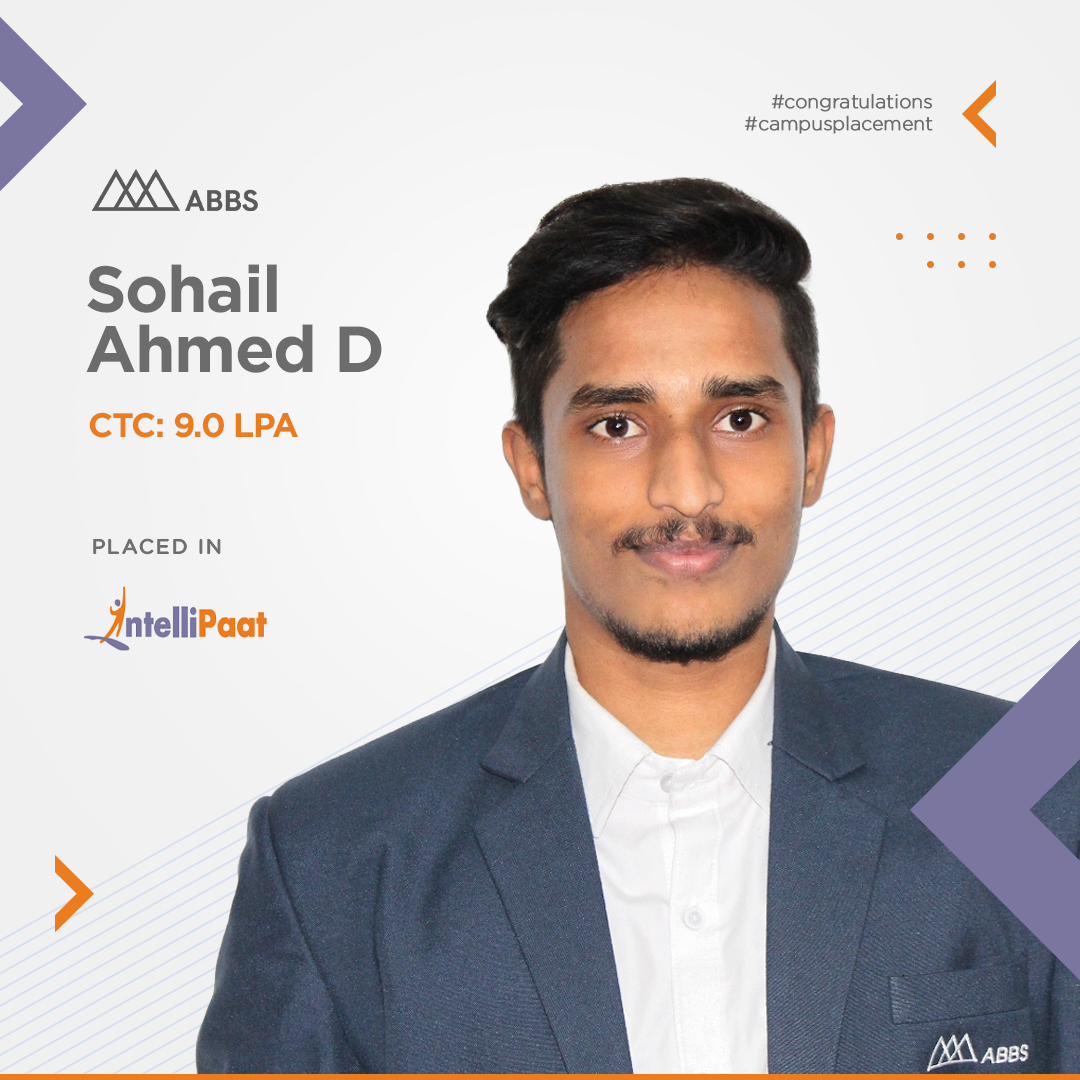 #congratulations
#campusplacement
ABBS
Sohail
Ahmed D
CTC: 9.0 LPA
PLACED IN
IntelliPaat
ABBS